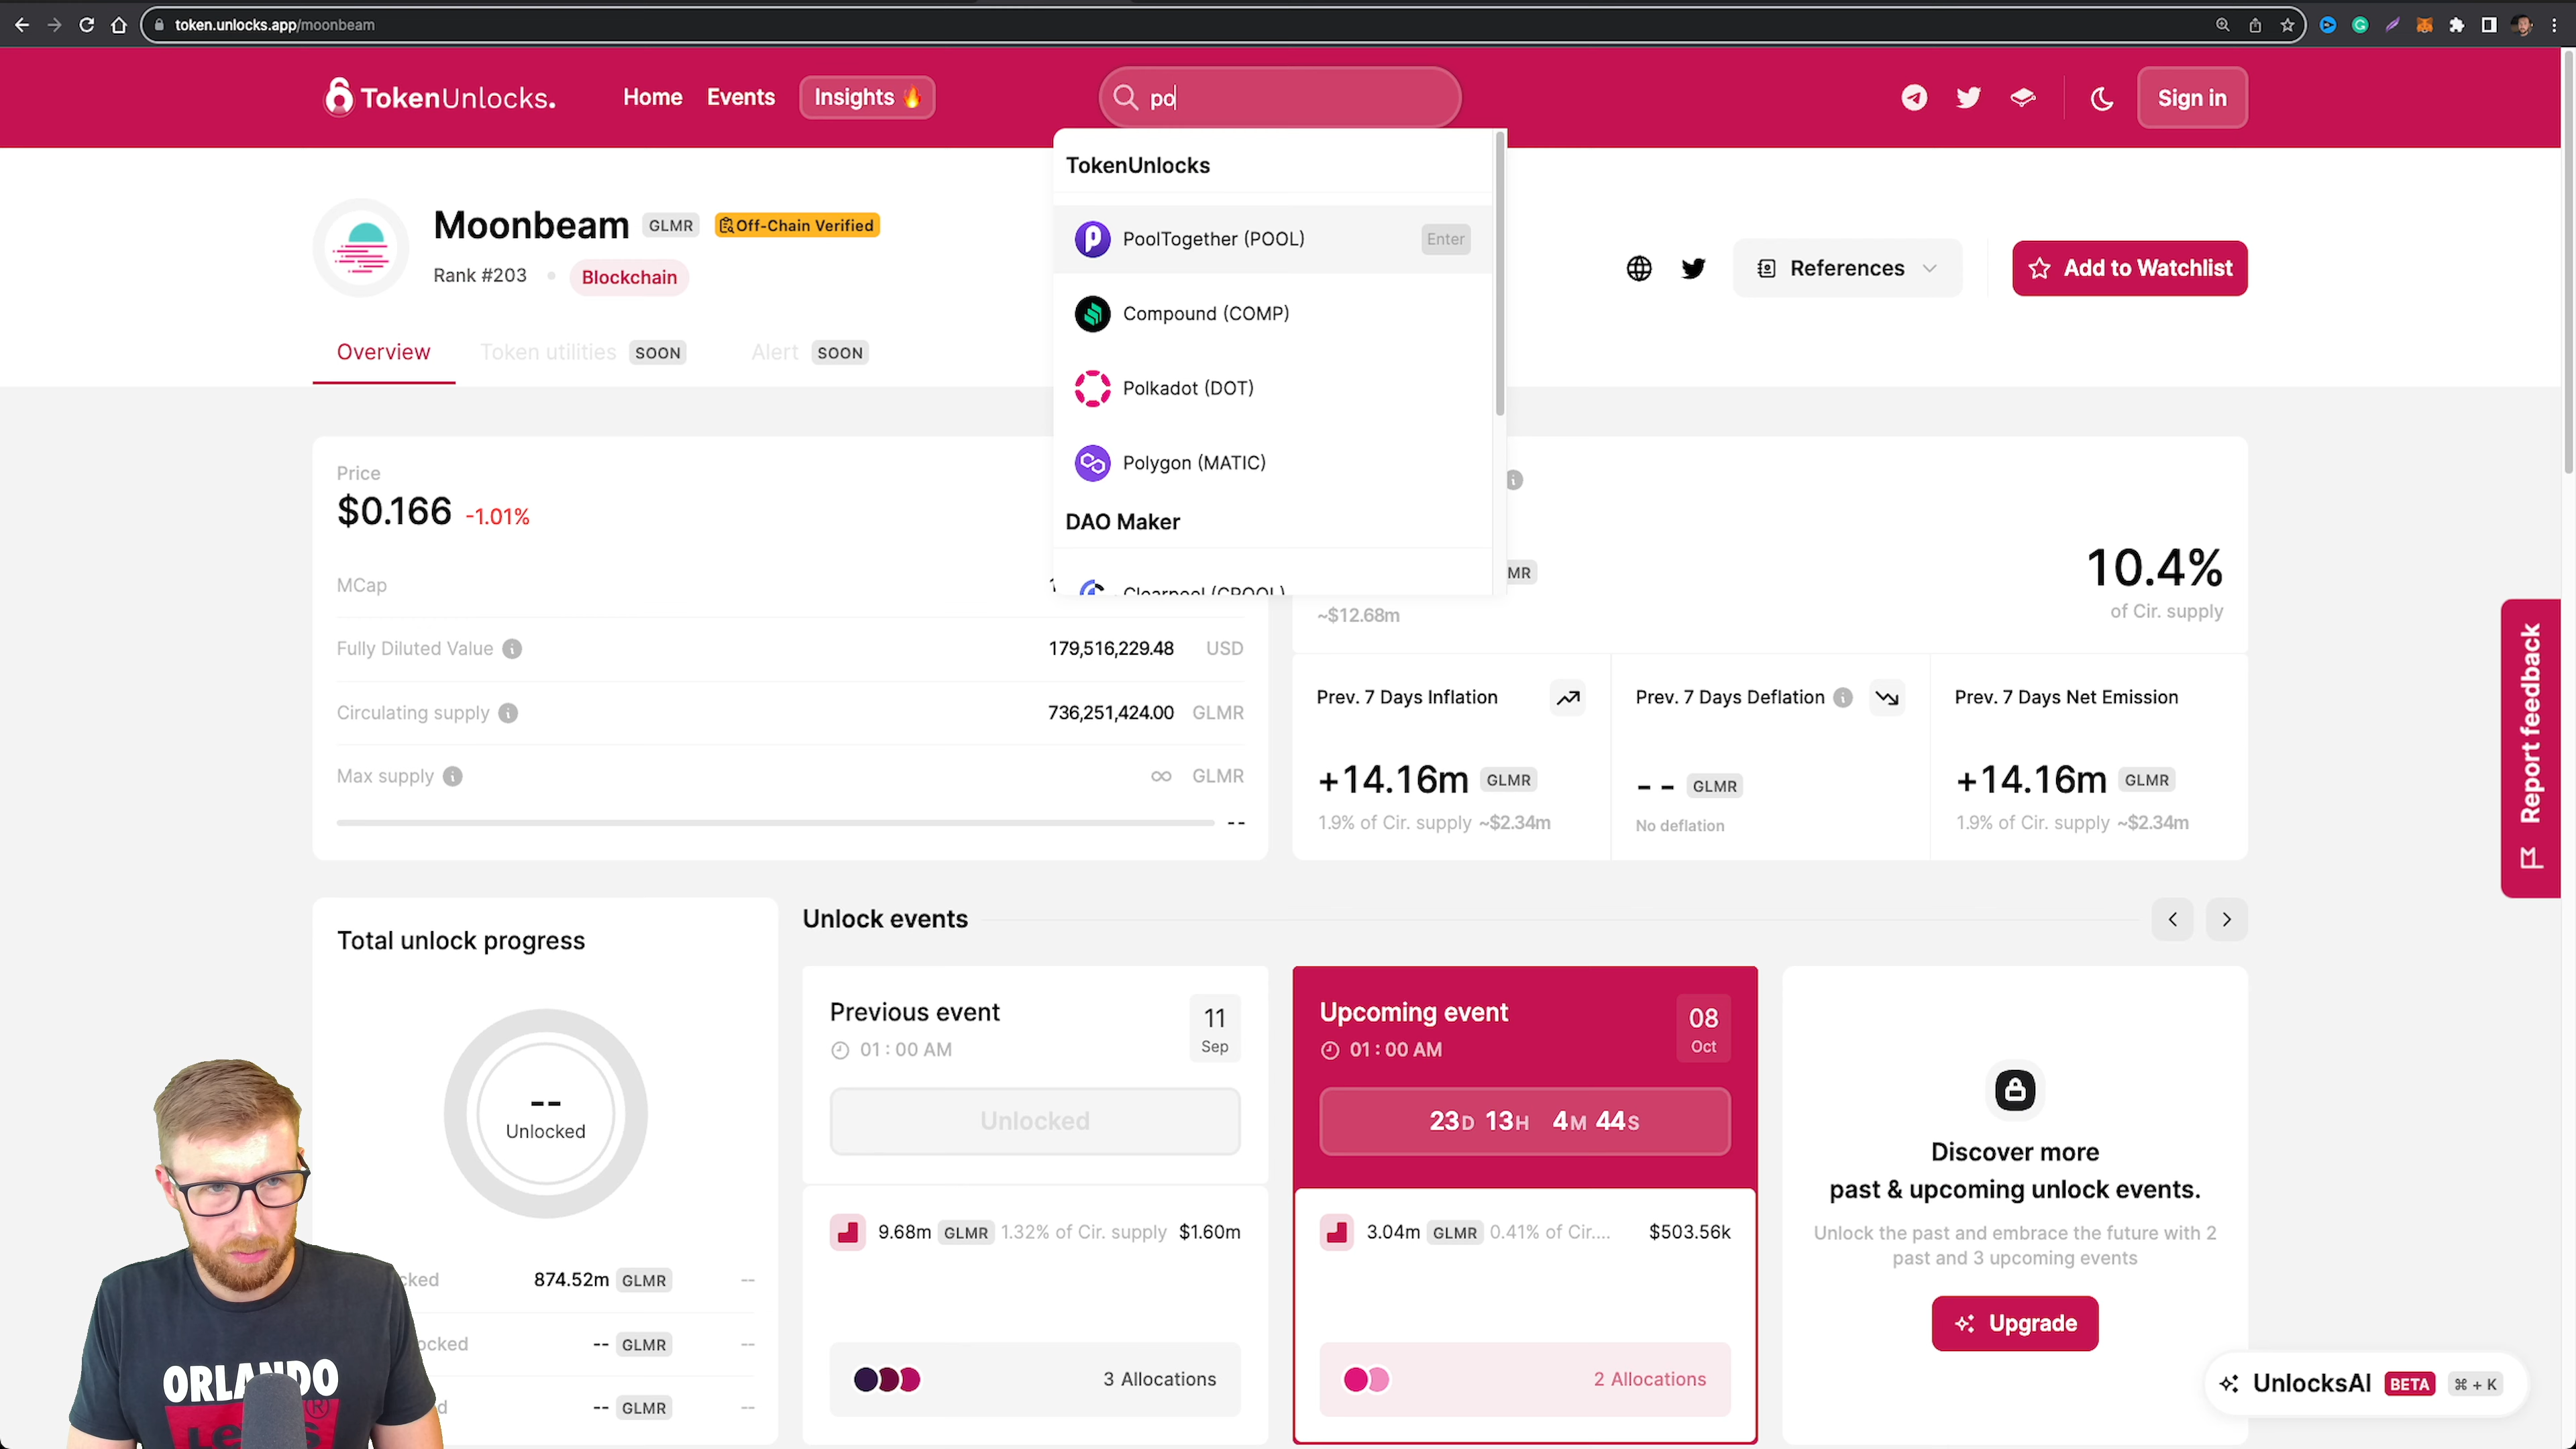 token.unlocks.app/moonbeam
TokenUnlocks.
Home
Events
Insights
po
Sign in
TokenUnlocks
PoolTogether (POOL)
Enter
Compound (COMP)
Polkadot (DOT)
Polygon (MATIC)
DAO Maker
Clearpool (CPOOL)
Moonbeam
GLMR
Off-Chain Verified
Rank #203
Blockchain
References
Add to Watchlist
Overview
Token utilities
SOON
Alert
SOON
Price
$0.166 -1.01%
MCap
Fully Diluted Value
179,516,229.48 USD
Circulating supply
736,251,424.00 GLMR
Max supply
∞ GLMR
--
MR
~$12.68m
10.4%
of Cir. supply
Prev. 7 Days Inflation
+14.16m GLMR
1.9% of Cir. supply ~$2.34m
Prev. 7 Days Deflation
-- GLMR
No deflation
Prev. 7 Days Net Emission
+14.16m GLMR
1.9% of Cir. supply ~$2.34m
Report feedback
Total unlock progress
--
Unlocked
cked 874.52m GLMR --
ocked -- GLMR --
d -- GLMR --
Unlock events
Previous event
01 : 00 AM
11
Sep
Unlocked
9.68m GLMR 1.32% of Cir. supply $1.60m
3 Allocations
Upcoming event
01 : 00 AM
08
Oct
23D 13H 4M 44S
3.04m GLMR 0.41% of Cir.... $503.56k
2 Allocations
Discover more
past & upcoming unlock events.
Unlock the past and embrace the future with 2
past and 3 upcoming events
Upgrade
UnlocksAI BETA ⌘ + K
ORLANDO